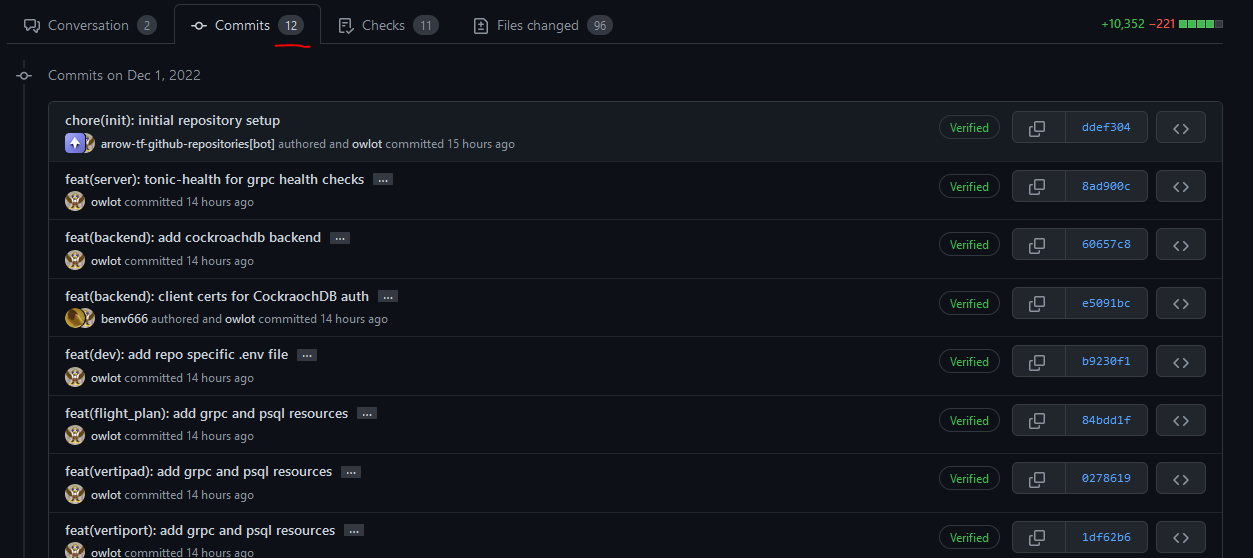 Conversation 2 Commits 12 Checks 11 Files changed 96 +10,352 −221
Commits on Dec 1, 2022
chore(init): initial repository setup
Verified ddef304
arrow-tf-github-repositories[bot] authored and owlot committed 15 hours ago
feat(server): tonic-health for grpc health checks ...
Verified 8ad900c
owlot committed 14 hours ago
feat(backend): add cockroachdb backend ...
Verified 60657c8
owlot committed 14 hours ago
feat(backend): client certs for CockraochDB auth ...
Verified e5091bc
benv666 authored and owlot committed 14 hours ago
feat(dev): add repo specific .env file ...
Verified b9230f1
owlot committed 14 hours ago
feat(flight_plan): add grpc and psql resources ...
Verified 84bdd1f
owlot committed 14 hours ago
feat(vertipad): add grpc and psql resources ...
Verified 0278619
owlot committed 14 hours ago
feat(vertiport): add grpc and psql resources ...
Verified 1df62b6
owlot committed 14 hours ago